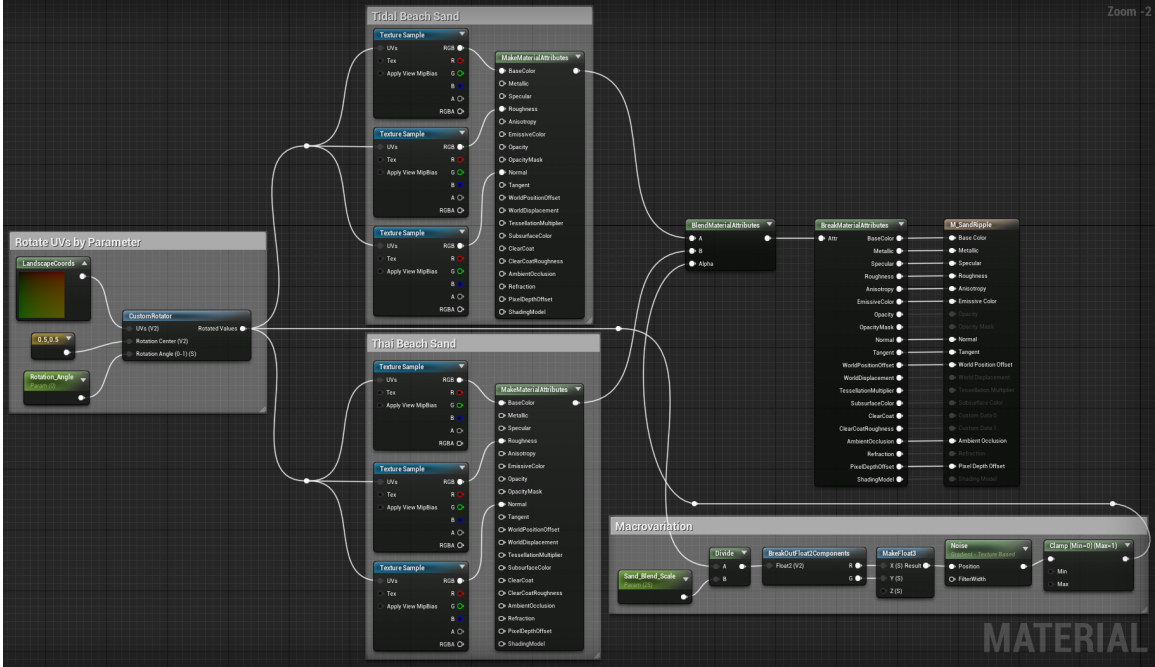 Zoom -2
Tidal Beach Sand
Texture Sample
UVs RGB
Tex R
Apply View MipBias G
B
A
RGBA
Texture Sample
UVs RGB
Tex R
Apply View MipBias G
B
A
RGBA
Texture Sample
UVs RGB
Tex R
Apply View MipBias G
B
A
RGBA
MakeMaterialAttributes
BaseColor
Metallic
Specular
Roughness
Anisotropy
EmissiveColor
Opacity
OpacityMask
Normal
Tangent
WorldPositionOffset
WorldDisplacement
TessellationMultiplier
SubsurfaceColor
ClearCoat
ClearCoatRoughness
AmbientOcclusion
Refraction
PixelDepthOffset
ShadingModel
Rotate UVs by Parameter
LandscapeCoords
0.5,0.5
Rotation_Angle
Param (0)
CustomRotator
UVs (V2) Rotated Values
Rotation Center (V2)
Rotation Angle (0-1) (S)
Thai Beach Sand
Texture Sample
UVs RGB
Tex R
Apply View MipBias G
B
A
RGBA
Texture Sample
UVs RGB
Tex R
Apply View MipBias G
B
A
RGBA
Texture Sample
UVs RGB
Tex R
Apply View MipBias G
B
A
RGBA
MakeMaterialAttributes
BaseColor
Metallic
Specular
Roughness
Anisotropy
EmissiveColor
Opacity
OpacityMask
Normal
Tangent
WorldPositionOffset
WorldDisplacement
TessellationMultiplier
SubsurfaceColor
ClearCoat
ClearCoatRoughness
AmbientOcclusion
Refraction
PixelDepthOffset
ShadingModel
BlendMaterialAttributes
A
B
Alpha
BreakMaterialAttributes
Attr BaseColor
Metallic
Specular
Roughness
Anisotropy
EmissiveColor
Opacity
OpacityMask
Normal
Tangent
WorldPositionOffset
WorldDisplacement
TessellationMultiplier
SubsurfaceColor
ClearCoat
ClearCoatRoughness
AmbientOcclusion
Refraction
PixelDepthOffset
ShadingModel
M_SandRipple
Base Color
Metallic
Specular
Roughness
Anisotropy
Emissive Color
Opacity
Opacity Mask
Normal
Tangent
World Position Offset
World Displacement
Tessellation Multiplier
Subsurface Color
Custom Data 0
Custom Data 1
Ambient Occlusion
Refraction
Pixel Depth Offset
Shading Model
Macrovariation
Sand_Blend_Scale
Param (25)
Divide
A
B
BreakOutFloat2Components
Float2 (V2) R
G
MakeFloat3
X (S) Result
Y (S)
Z (S)
Noise
Gradient - Texture Based
Position
FilterWidth
Clamp (Min=0) (Max=1)
Min
Max
MATERIAL